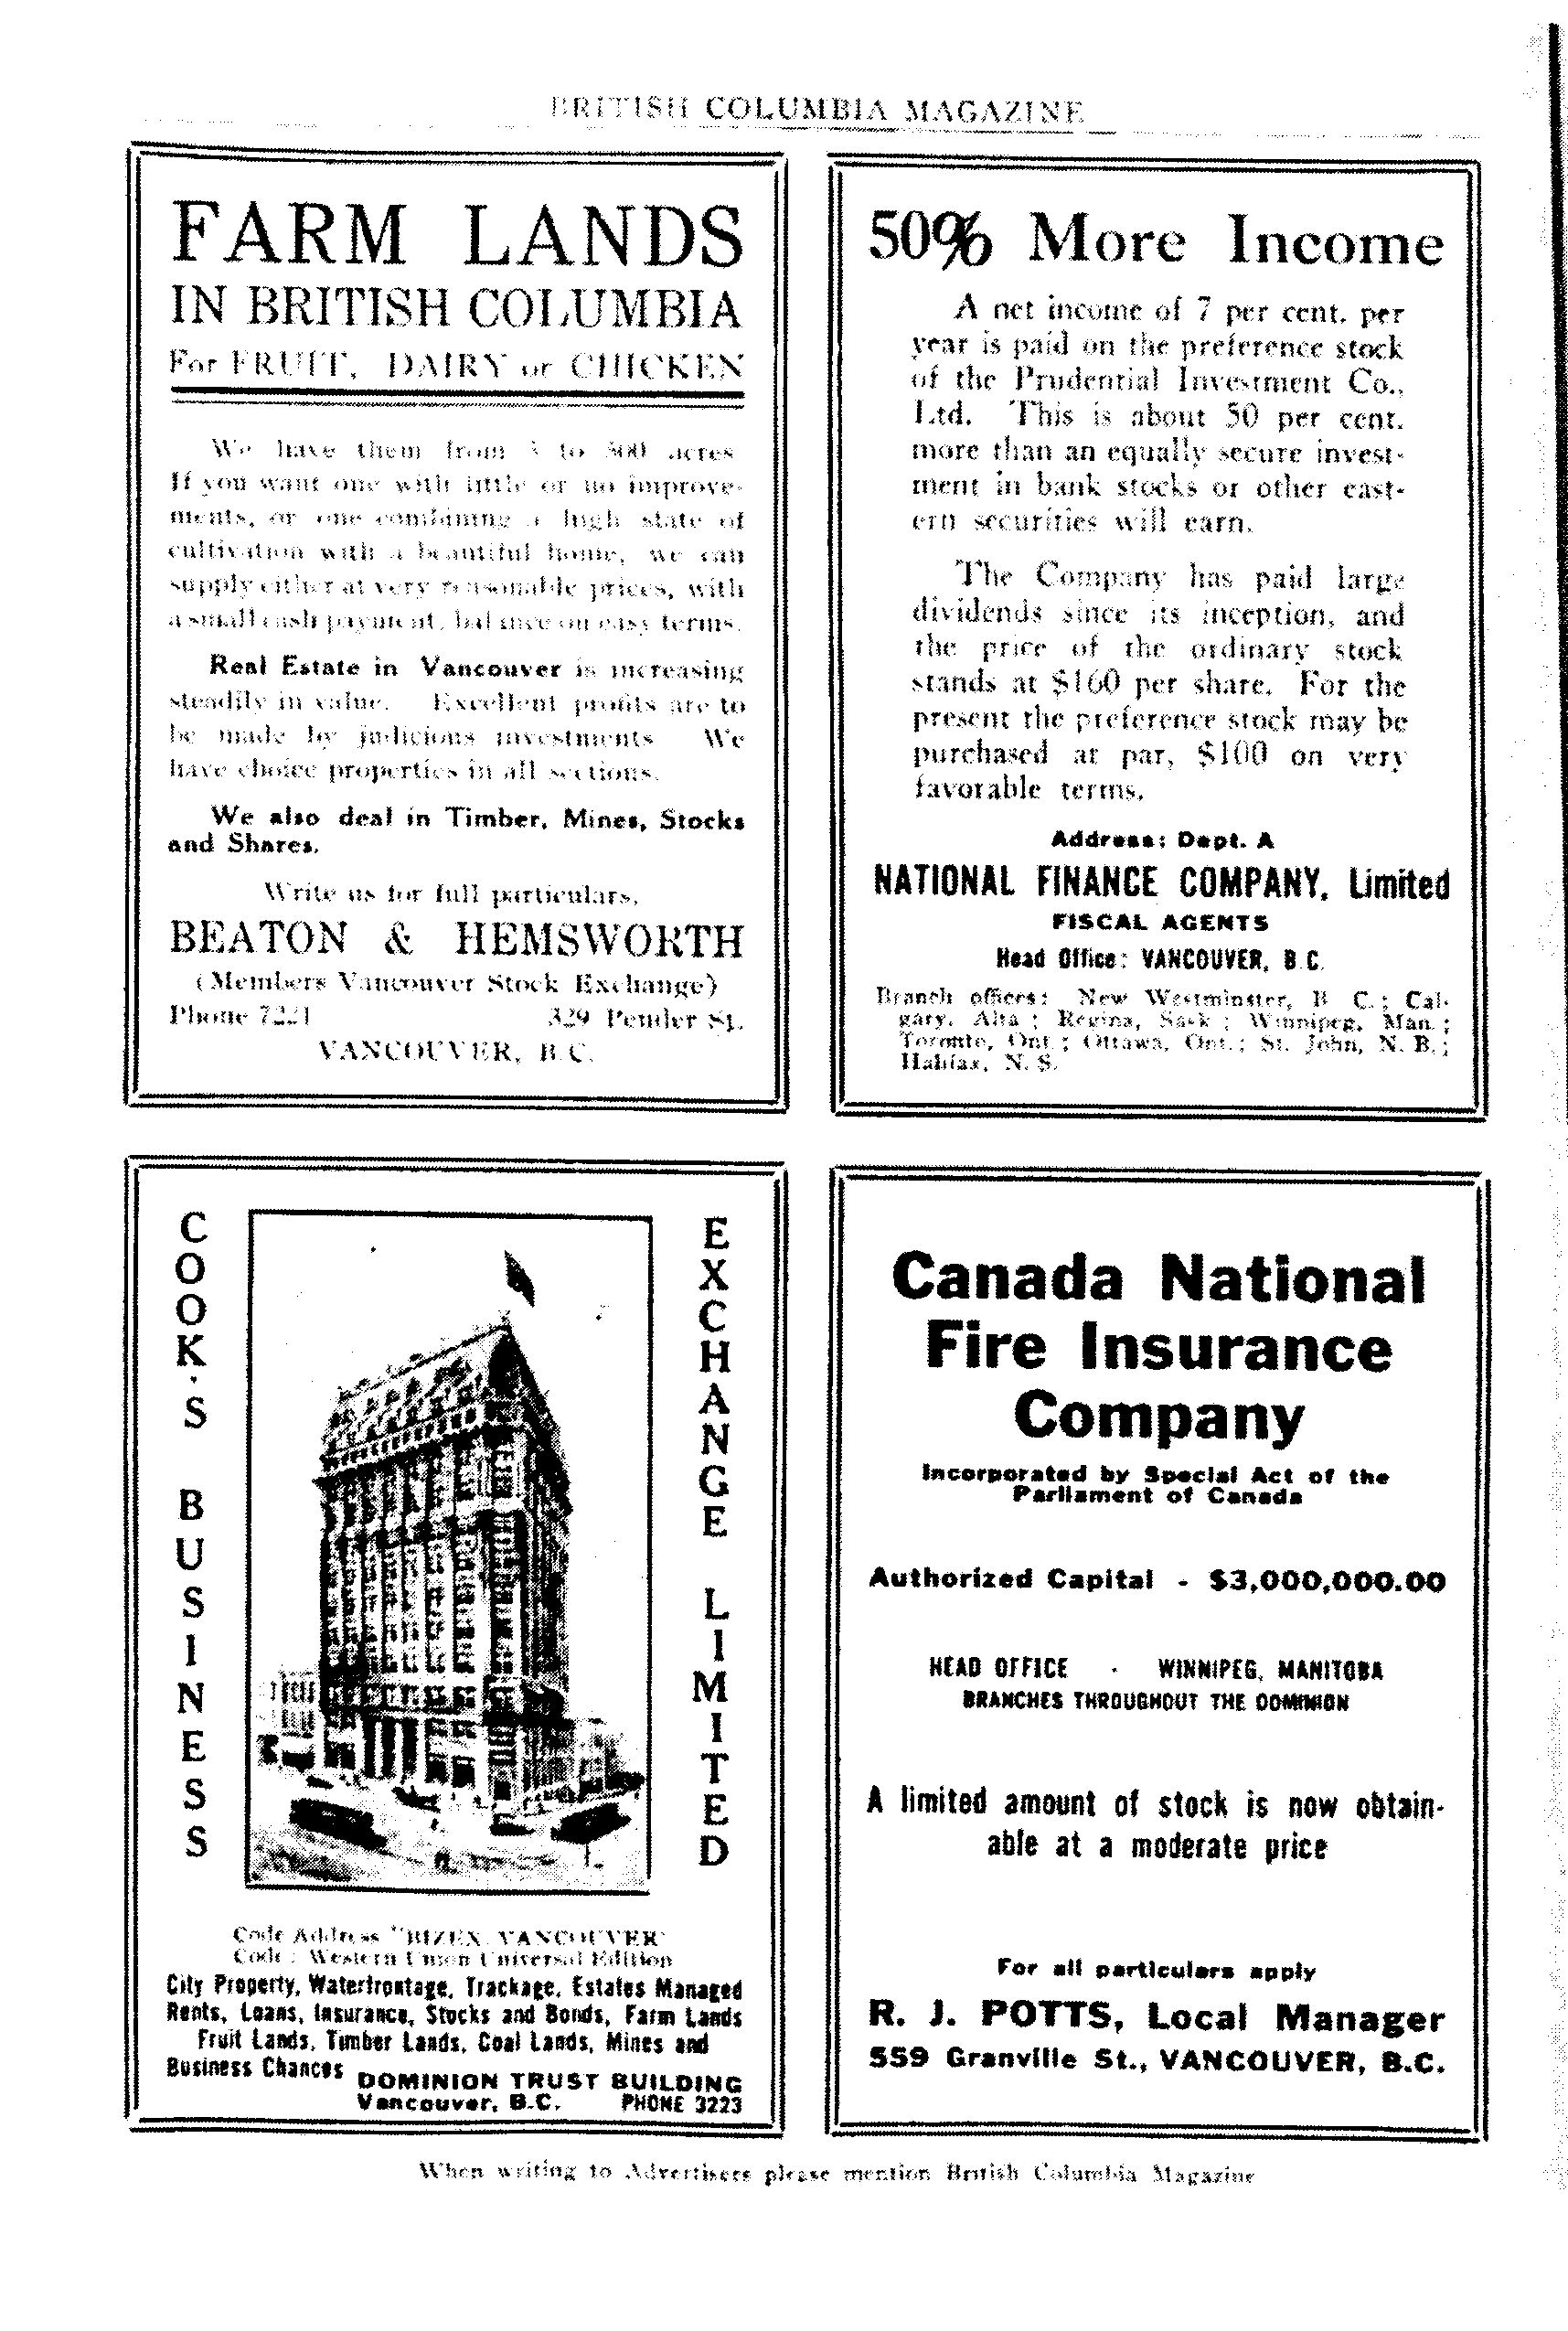 BRITISH COLUMBIA MAGAZINE
FARM LANDS
IN BRITISH COLUMBIA
For FRUIT, DAIRY or CHICKEN
We have them from to 500 acres
If you want one with little or no improve-
ments, or one combining a high state of
cultivation with a beautiful home, we can
supply either at very reasonable prices, with
a small cash payment, balance on easy terms.
Real Estate in Vancouver is increasing
steadily in value. Excellent profits are to
be made by judicious investments We
have choice properties in all sections.
We also deal in Timber, Mines, Stocks
and Shares.
Write us for full particulars.
BEATON & HEMSWORTH
(Members Vancouver Stock Exchange)
Phone 7221 329 Pender St.
VANCOUVER, B.C.
50% More Income
A net income of 7 per cent. per
year is paid on the preference stock
of the Prudential Investment Co.,
Ltd. This is about 50 per cent.
more than an equally secure invest-
ment in bank stocks or other east-
ern securities will earn.
The Company has paid large
dividends since its inception, and
the price of the ordinary stock
stands at $160 per share. For the
present the preference stock may be
purchased at par, $100 on very
favorable terms.
Address: Dept. A
NATIONAL FINANCE COMPANY, Limited
FISCAL AGENTS
Head Office: VANCOUVER, B.C.
Branch offices: New Westminster, B. C.; Cal-
gary, Alta ; Regina, Sask ; Winnipeg, Man.;
Toronto, Ont ; Ottawa, Ont.; St. John, N. B.;
Halifax, N. S.
COOK'S BUSINESS
EXCHANGE LIMITED
Code Address "BIZEX, VANCOUVER"
Code: Western Union Universal Edition
City Property, Waterfrontage, Trackage, Estates Managed
Rents, Loans, Insurance, Stocks and Bonds, Farm Lands
Fruit Lands, Timber Lands, Coal Lands, Mines and
Business Chances
DOMINION TRUST BUILDING
Vancouver, B.C. PHONE 3223
Canada National
Fire Insurance
Company
Incorporated by Special Act of the
Parliament of Canada
Authorized Capital - $3,000,000.00
HEAD OFFICE - WINNIPEG, MANITOBA
BRANCHES THROUGHOUT THE DOMINION
A limited amount of stock is now obtain-
able at a moderate price
For all particulars apply
R. J. POTTS, Local Manager
559 Granville St., VANCOUVER, B.C.
When writing to Advertisers please mention British Columbia Magazine